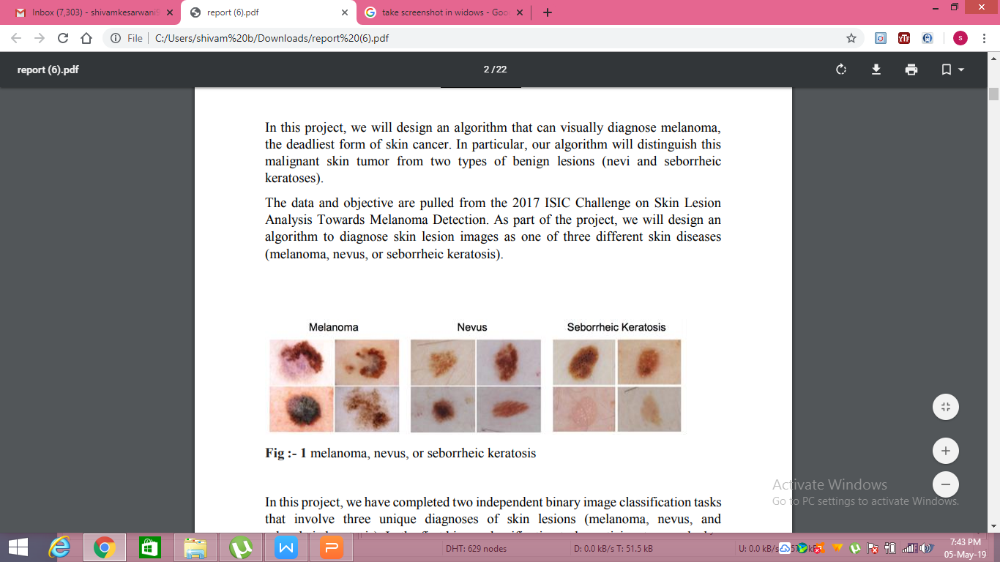 Inbox (7,303) - shivamkesarwani9
report (6).pdf
take screenshot in widows - Goo
File
C:/Users/shivam%20b/Downloads/report%20(6).pdf
YTF
s
report (6).pdf
2 / 22
In this project, we will design an algorithm that can visually diagnose melanoma,
the deadliest form of skin cancer. In particular, our algorithm will distinguish this
malignant skin tumor from two types of benign lesions (nevi and seborrheic
keratoses).
The data and objective are pulled from the 2017 ISIC Challenge on Skin Lesion
Analysis Towards Melanoma Detection. As part of the project, we will design an
algorithm to diagnose skin lesion images as one of three different skin diseases
(melanoma, nevus, or seborrheic keratosis).
Melanoma Nevus Seborrheic Keratosis
Fig :- 1 melanoma, nevus, or seborrheic keratosis
In this project, we have completed two independent binary image classification tasks
that involve three unique diagnoses of skin lesions (melanoma, nevus, and
Activate Windows
Go to PC settings to activate Windows.
DHT: 629 nodes
D: 0.0 kB/s T: 51.5 kB
U: 0.0 kB/s
7:43 PM
05-May-19